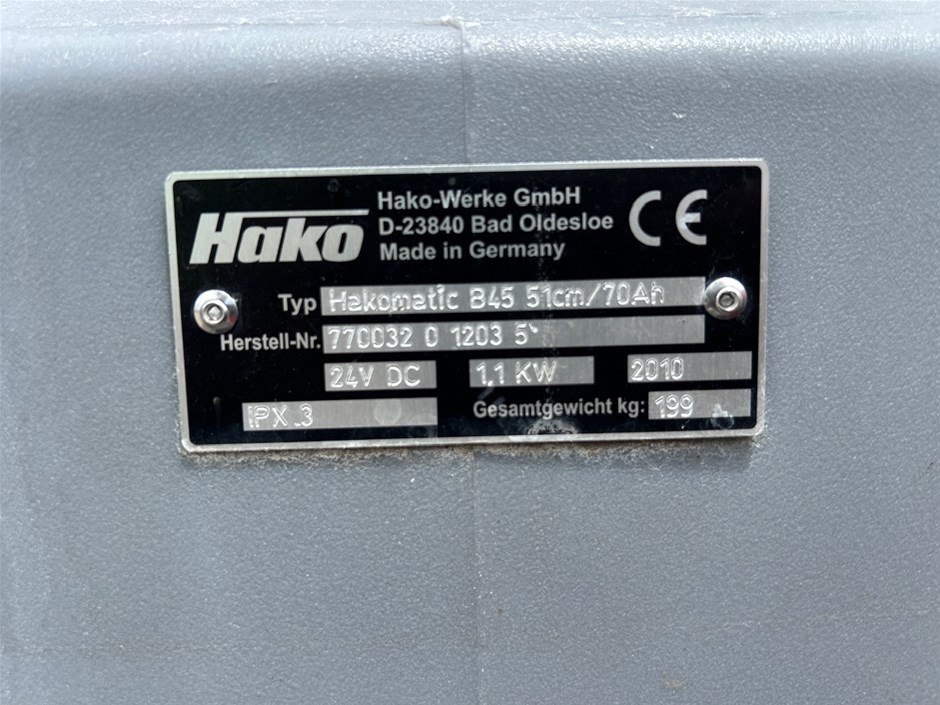 Hako
Hako-Werke GmbH
D-23840 Bad Oldesloe
Made in Germany
CE
Typ Hakomatic B45 51cm/70Ah
Herstell-Nr. 770032 0 1203 5
24V DC 1,1 KW 2010
IPX 3 Gesamtgewicht kg: 199